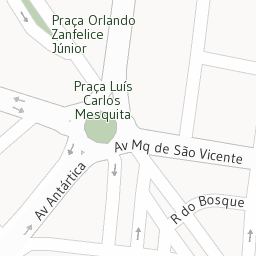 Praça Orlando
Zanfelice
Júnior
Praça Luís
Carlos
Mesquita
Av Mq de São Vicente
Av Antártica
R do Bosque